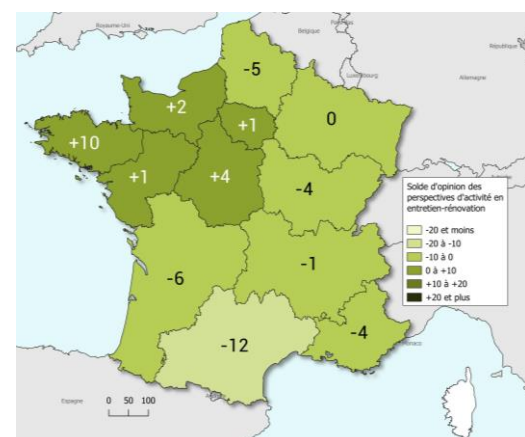 Royaume-Uni
Belgique
-5
Luxembourg
Allemagne
République
+2
0
+1
+10
+1
+4
-4
Solde d'opinion des
perspectives d'activité en
entretien-rénovation
-20 et moins
-20 à -10
-10 à 0
0 à +10
+10 à +20
+20 et plus
-1
-6
-4
Monaco
-12
Espagne
0 50 100